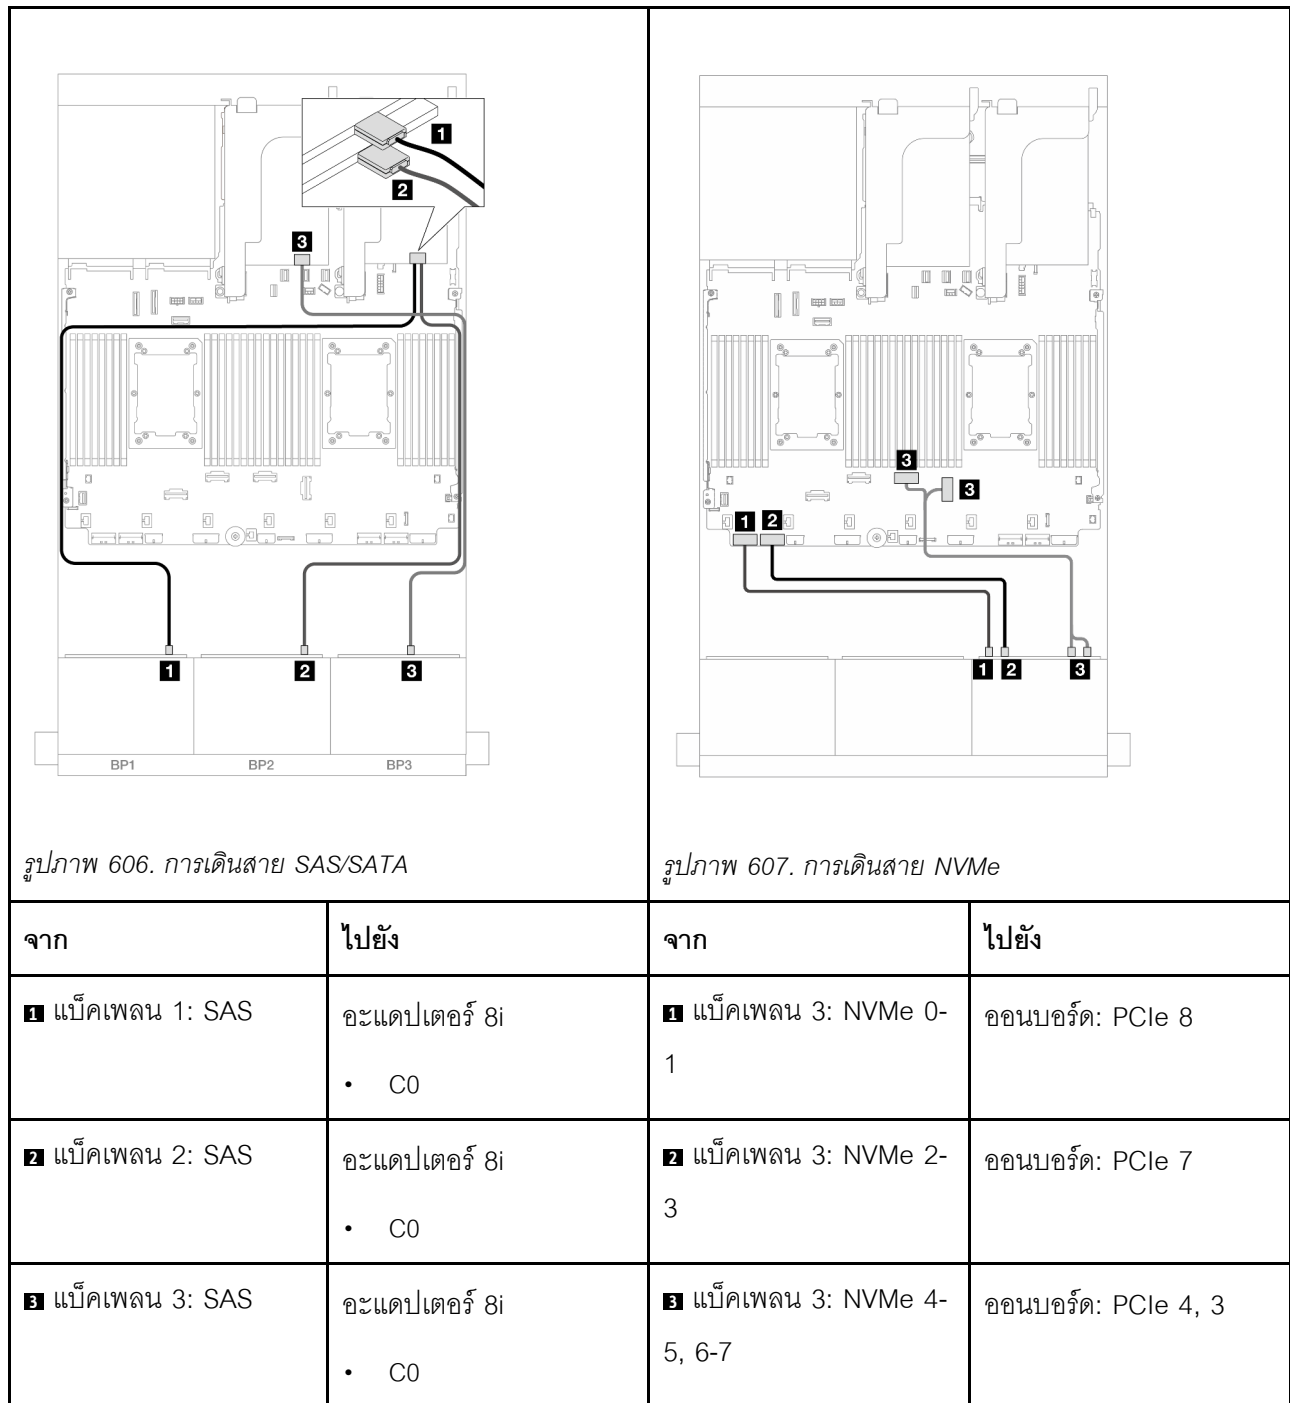 1
2
3
1
2
3
BP1
BP2
BP3
รูปภาพ 606. การเดินสาย SAS/SATA
3
3
1
2
1
2
3
รูปภาพ 607. การเดินสาย NVMe
จาก
ไปยัง
จาก
ไปยัง
1 แบ็คเพลน 1: SAS
อะแดปเตอร์ 8i
• C0
1 แบ็คเพลน 3: NVMe 0-
1
ออนบอร์ด: PCIe 8
2 แบ็คเพลน 2: SAS
อะแดปเตอร์ 8i
• C0
2 แบ็คเพลน 3: NVMe 2-
3
ออนบอร์ด: PCIe 7
3 แบ็คเพลน 3: SAS
อะแดปเตอร์ 8i
• C0
3 แบ็คเพลน 3: NVMe 4-
5, 6-7
ออนบอร์ด: PCIe 4, 3